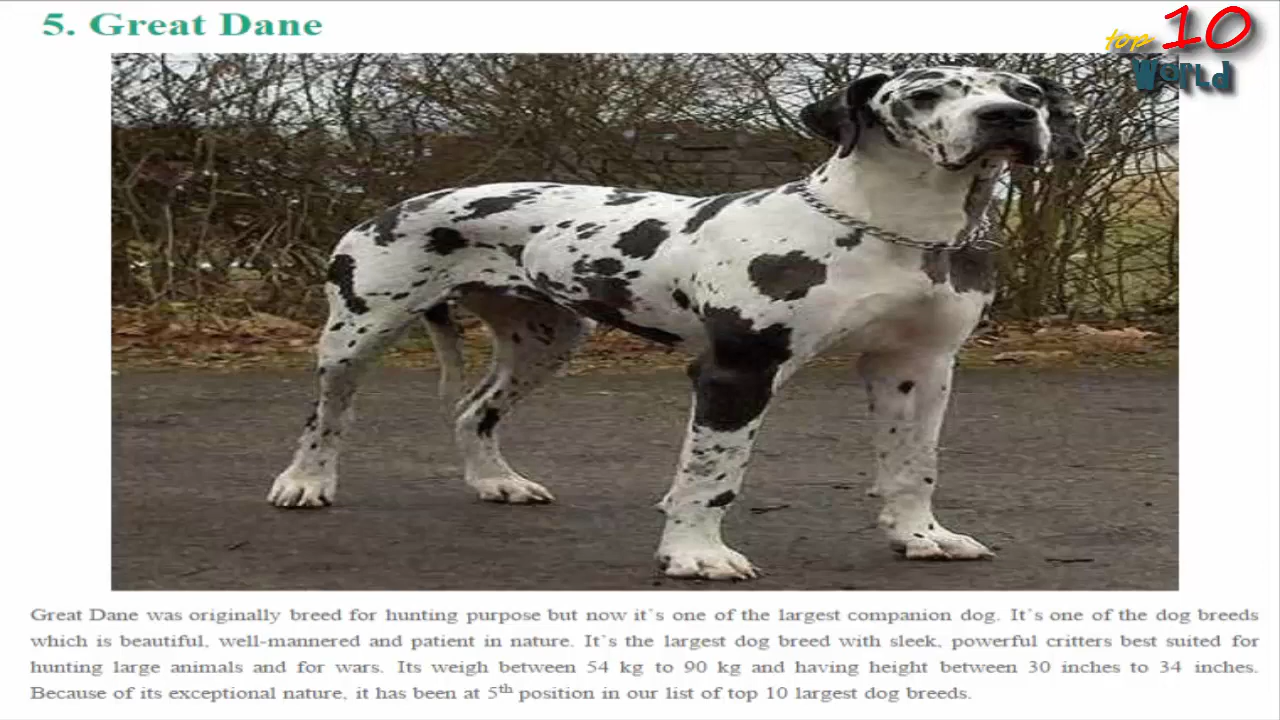 5. Great Dane
top 10
World
Great Dane was originally breed for hunting purpose but now it`s one of the largest companion dog. It`s one of the dog breeds
which is beautiful, well-mannered and patient in nature. It`s the largest dog breed with sleek, powerful critters best suited for
hunting large animals and for wars. Its weigh between 54 kg to 90 kg and having height between 30 inches to 34 inches.
Because of its exceptional nature, it has been at 5th position in our list of top 10 largest dog breeds.